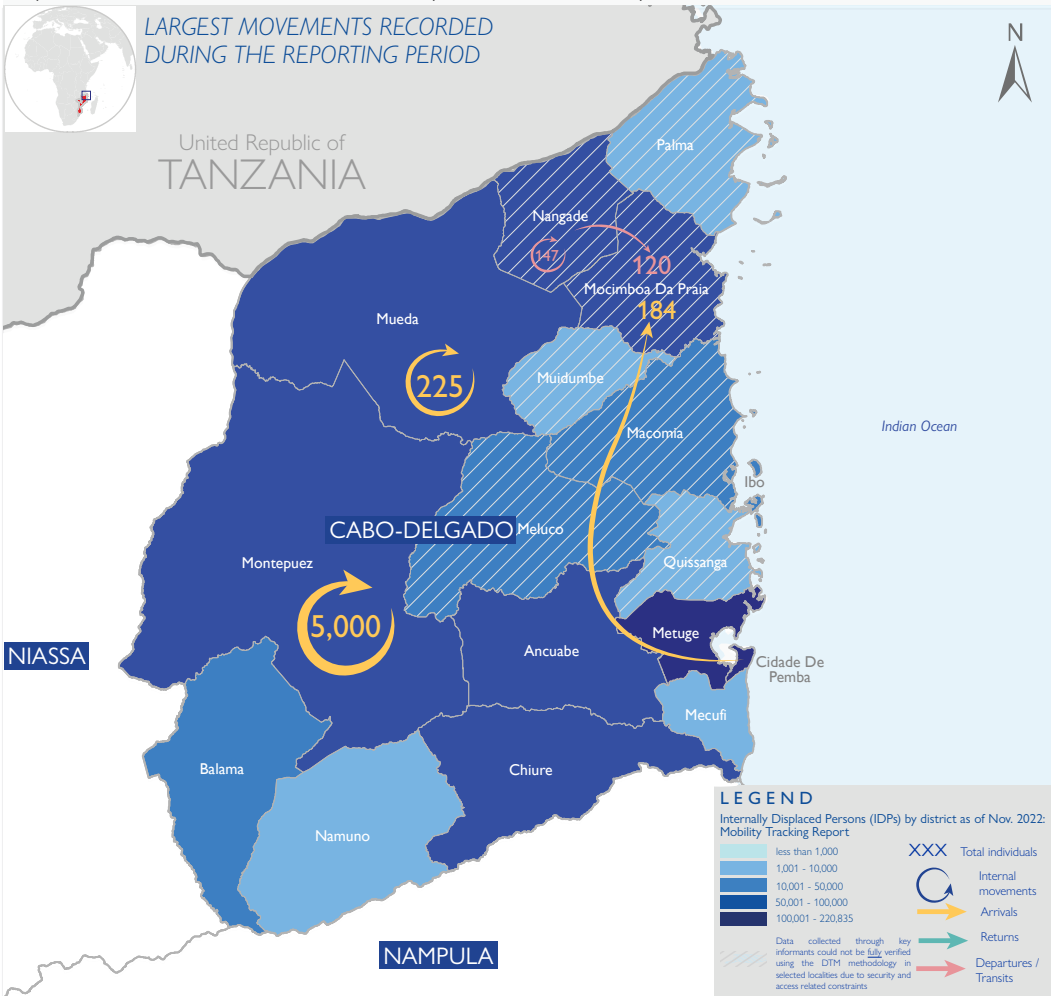 LARGEST MOVEMENTS RECORDED
DURING THE REPORTING PERIOD
N
United Republic of
TANZANIA
Palma
Nangade
147
120
Mocimboa Da Praia
184
Mueda
225
Muidumbe
Macomia
Indian Ocean
Ibo
CABO-DELGADO
Meluco
Montepuez
Quissanga
5,000
Metuge
NIASSA
Ancuabe
Cidade De
Pemba
Mecufi
Balama
Chiure
Namuno
NAMPULA
LEGEND
Internally Displaced Persons (IDPs) by district as of Nov. 2022:
Mobility Tracking Report
less than 1,000
1,001 - 10,000
10,001 - 50,000
50,001 - 100,000
100,001 - 220,835
Data collected through key
informants could not be fully verified
using the DTM methodology in
selected localities due to security and
access related constraints
XXX Total individuals
Internal
movements
Arrivals
Returns
Departures /
Transits